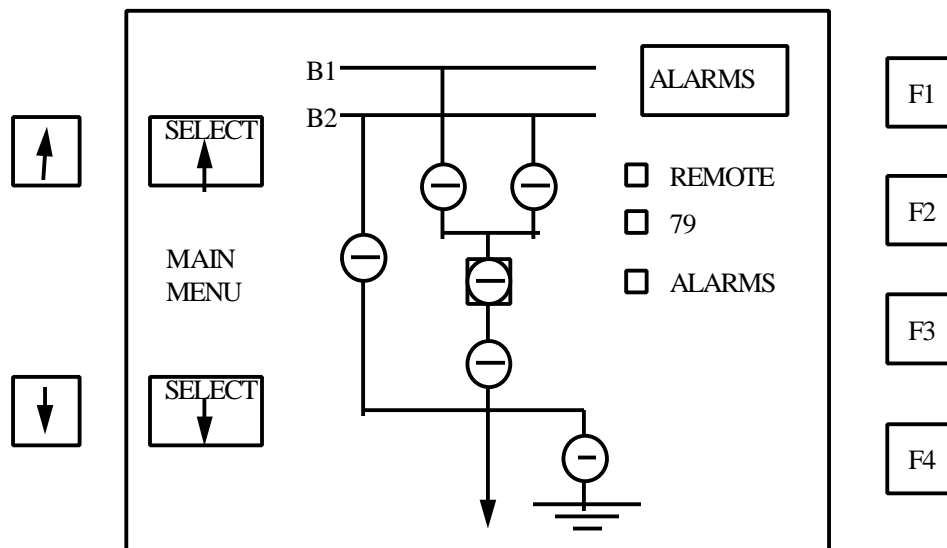 B1
ALARMS
F1
B2
SELECT
REMOTE
F2
79
MAIN
MENU
ALARMS
F3
SELECT
F4